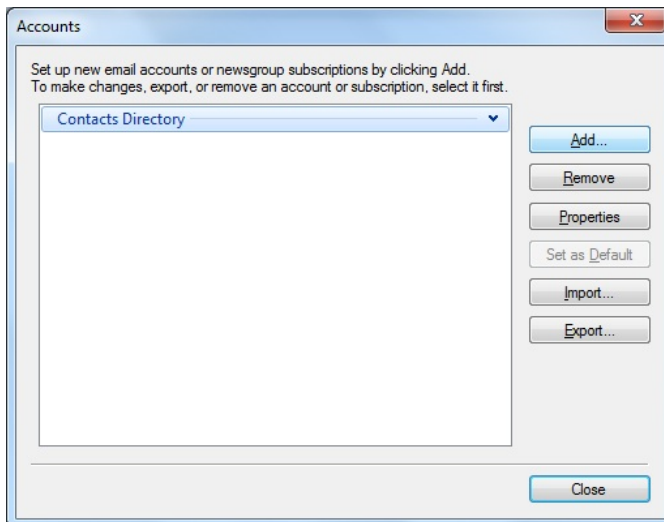 Accounts
Set up new email accounts or newsgroup subscriptions by clicking Add.
To make changes, export, or remove an account or subscription, select it first.
Contacts Directory
Add...
Remove
Properties
Set as Default
Import...
Export...
Close